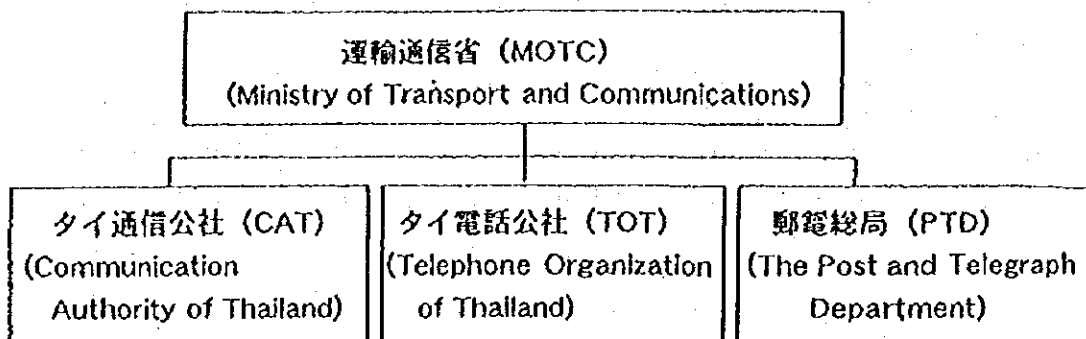 運輸通信省 (MOTC)
(Ministry of Transport and Communications)
タイ通信公社 (CAT)
(Communication
Authority of Thailand)
タイ電話公社 (TOT)
(Telephone Organization
of Thailand)
郵電総局 (PTD)
(The Post and Telegraph
Department)